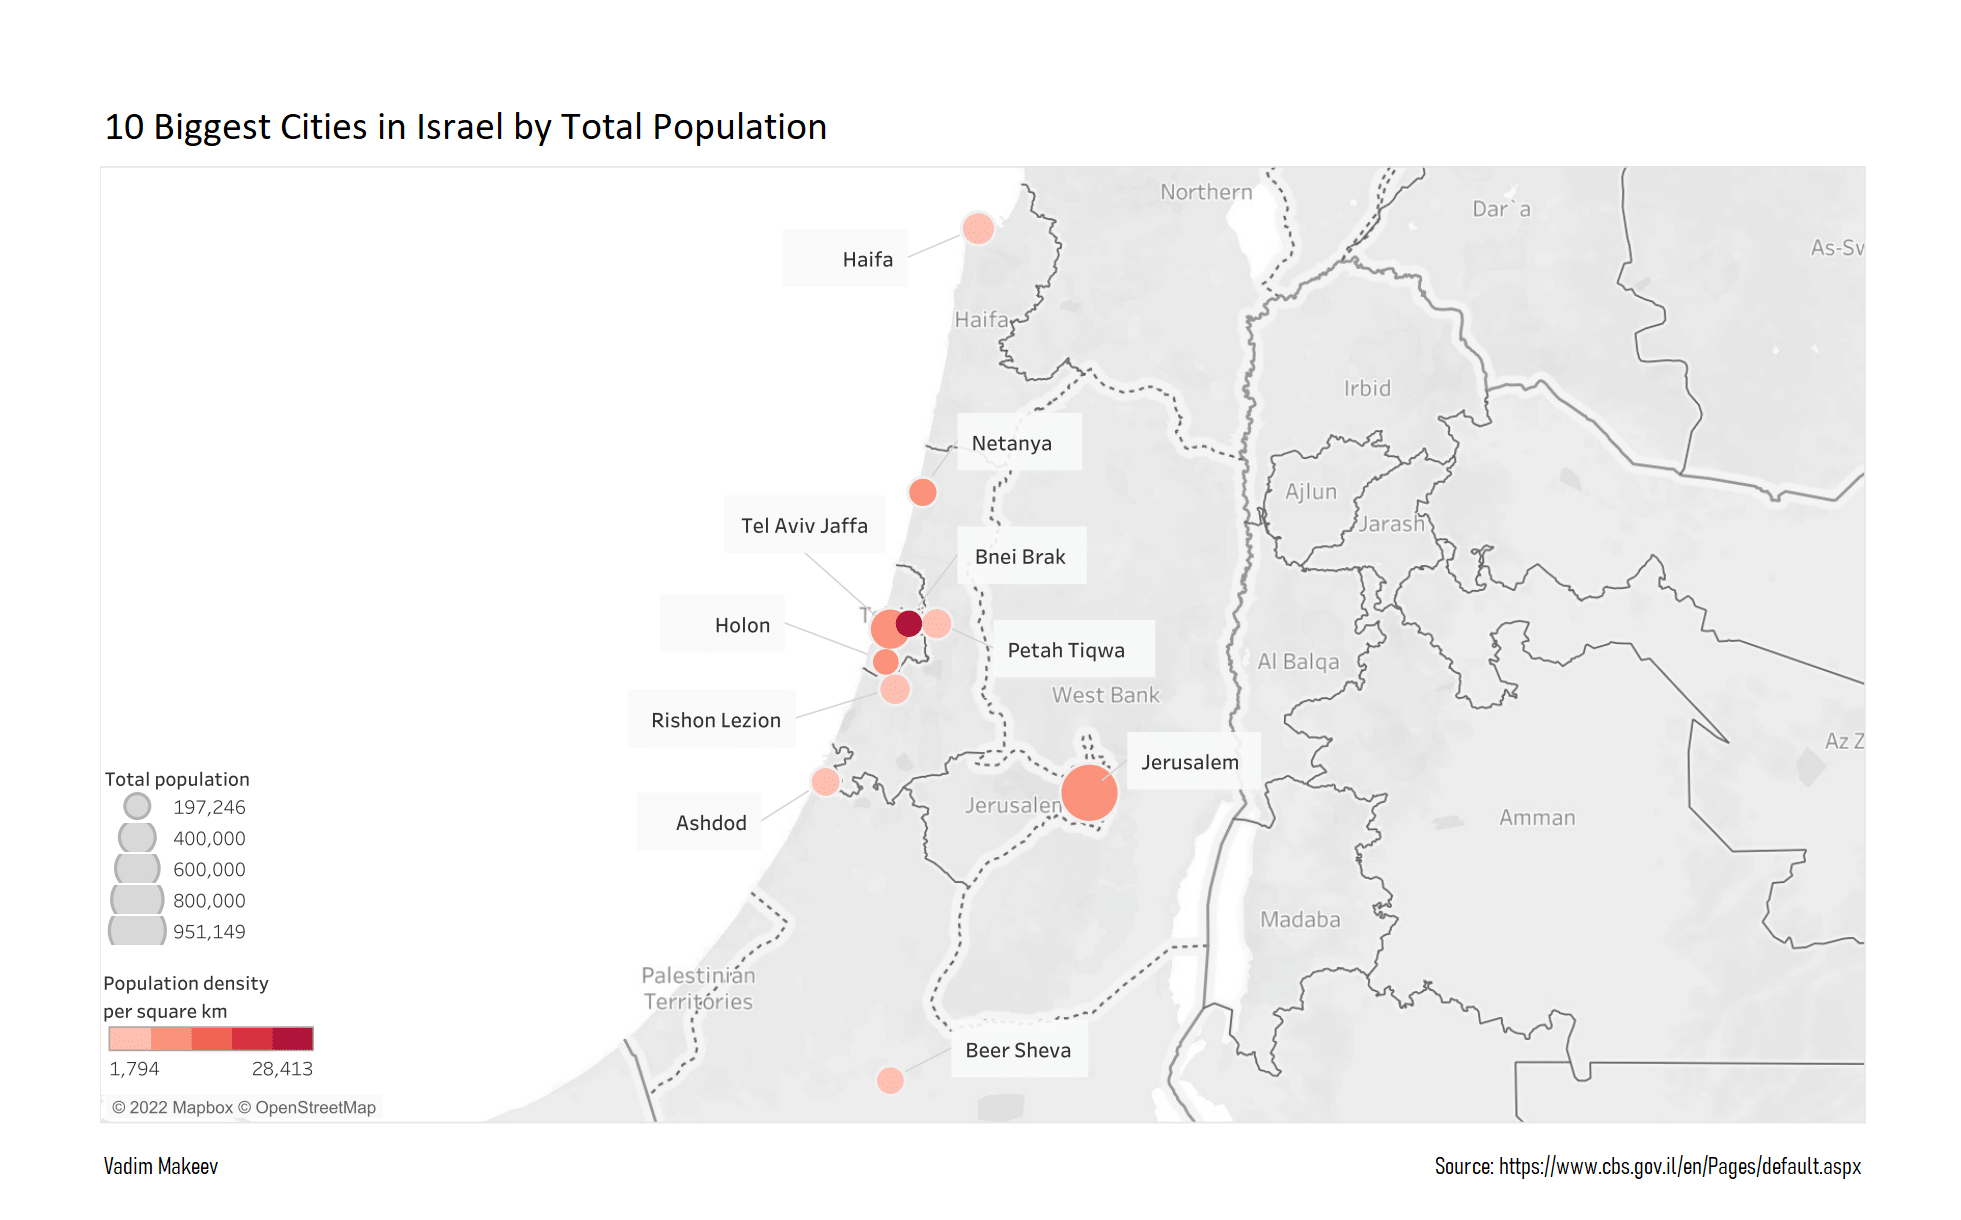 10 Biggest Cities in Israel by Total Population
Northern
Dar`a
As-Sw
Haifa
Haifa
Irbid
Netanya
Ajlun
Jarash
Tel Aviv Jaffa
Bnei Brak
Holon
Petah Tiqwa
Al Balqa
West Bank
Rishon Lezion
Az Z
Jerusalem
Ashdod
Jerusalem
Amman
Madaba
Palestinian
Territories
Beer Sheva
Total population
197,246
400,000
600,000
800,000
951,149
Population density
per square km
1,794 28,413
© 2022 Mapbox © OpenStreetMap
Vadim Makeev
Source: https://www.cbs.gov.il/en/Pages/default.aspx